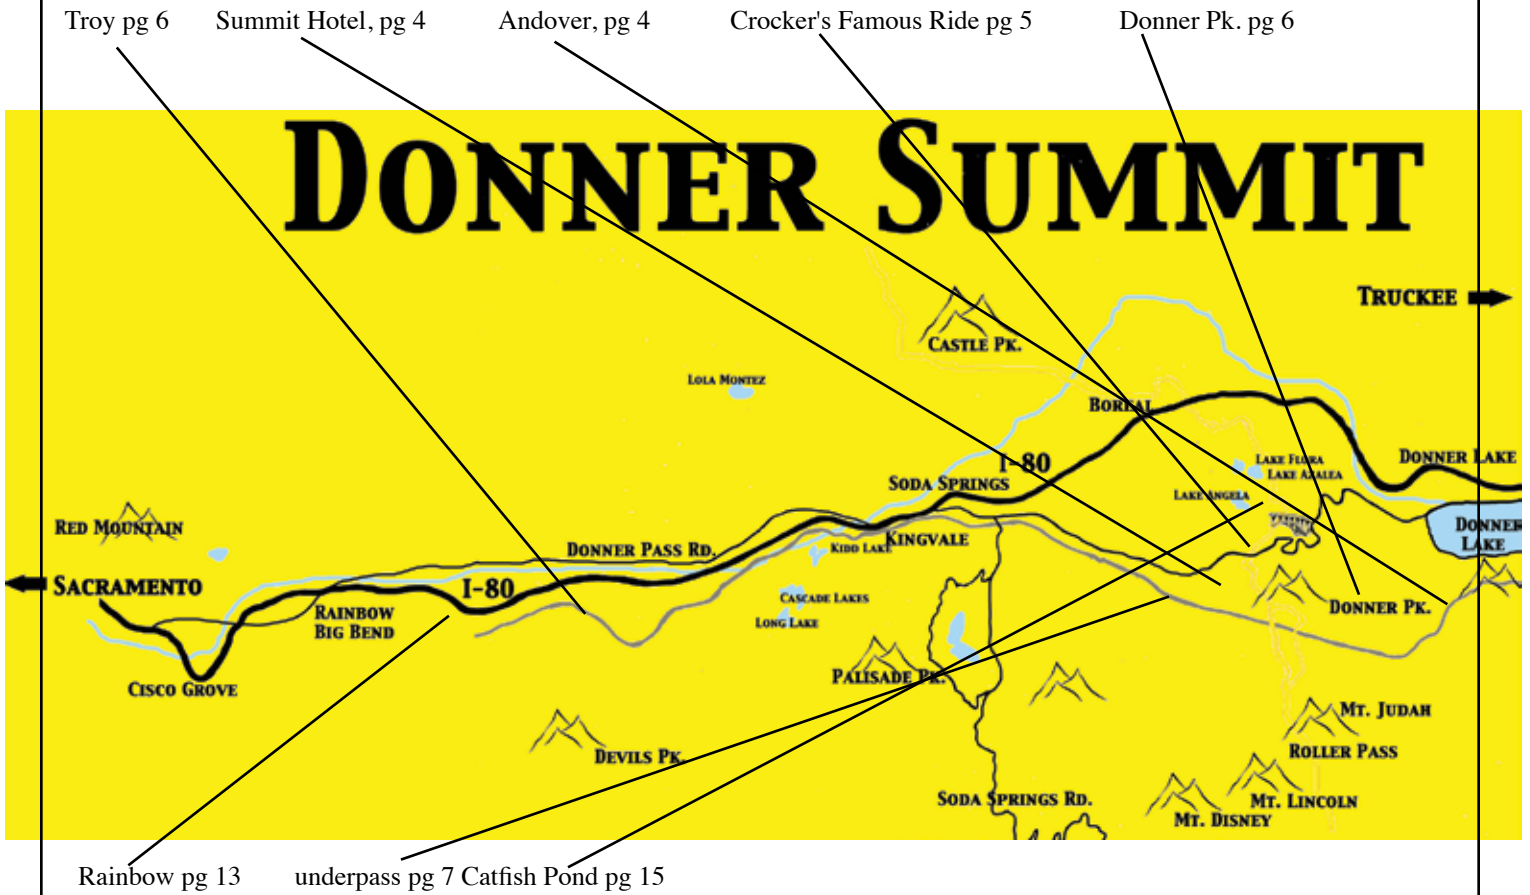 Troy pg 6 Summit Hotel, pg 4 Andover, pg 4 Crocker's Famous Ride pg 5 Donner Pk. pg 6
DONNER SUMMIT
TRUCKEE
CASTLE PK.
LOLA MONTEZ
BOREAL
I-80
DONNER LAKE
LAKE FLORA
LAKE AZALEA
SODA SPRINGS
LAKE ANGELA
RED MOUNTAIN
DONNER LAKE
KINGVALE
DONNER PASS RD.
KIDD LAKE
SACRAMENTO
I-80
CASCADE LAKES
RAINBOW
BIG BEND
LONG LAKE
DONNER PK.
CISCO GROVE
PALISADE PK.
MT. JUDAH
DEVILS PK.
ROLLER PASS
SODA SPRINGS RD.
MT. LINCOLN
MT. DISNEY
Rainbow pg 13 underpass pg 7 Catfish Pond pg 15